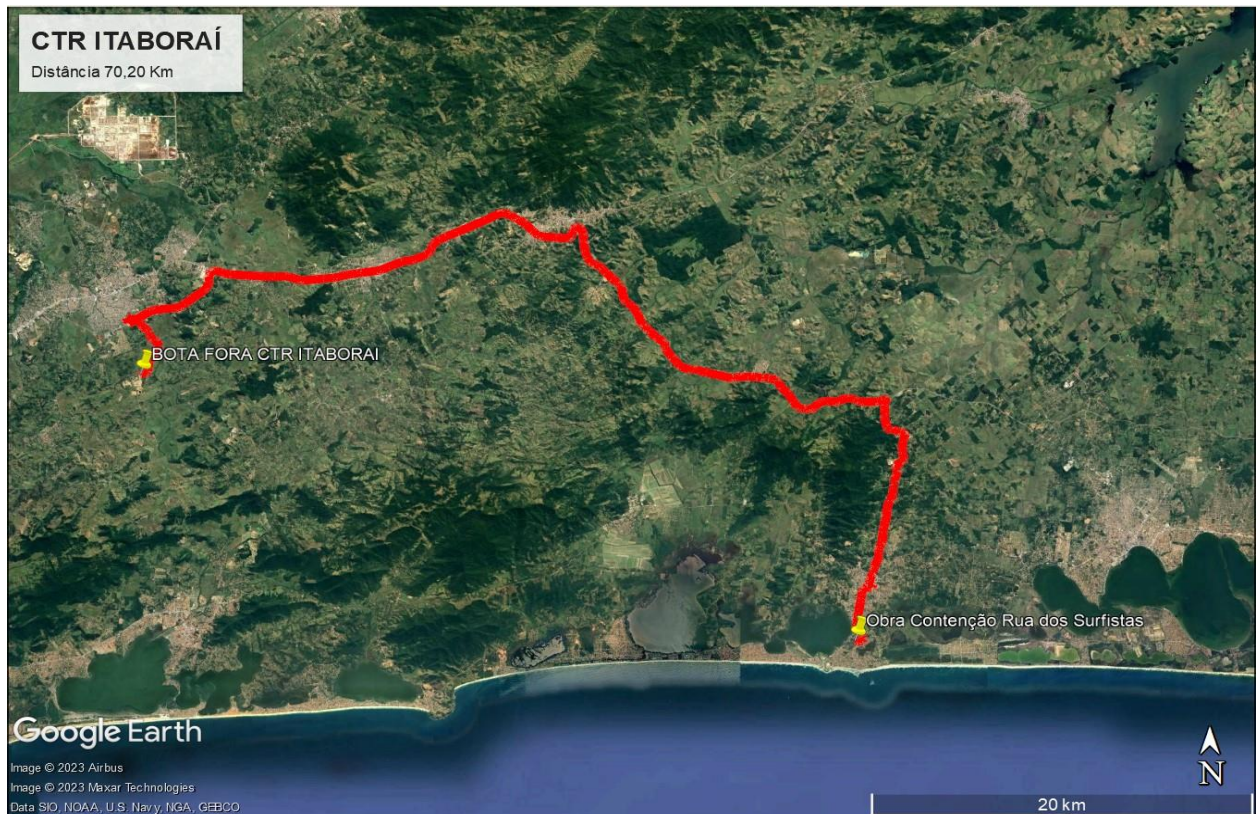 CTR ITABORAÍ
Distância 70,20 Km
BOTA FORA CTR ITABORAI
Obra Contenção Rua dos Surfistas
Google Earth
Image © 2023 Airbus
Image © 2023 Maxar Technologies
Data SIO, NOAA, U.S. Navy, NGA, GEBCO
N
20 km